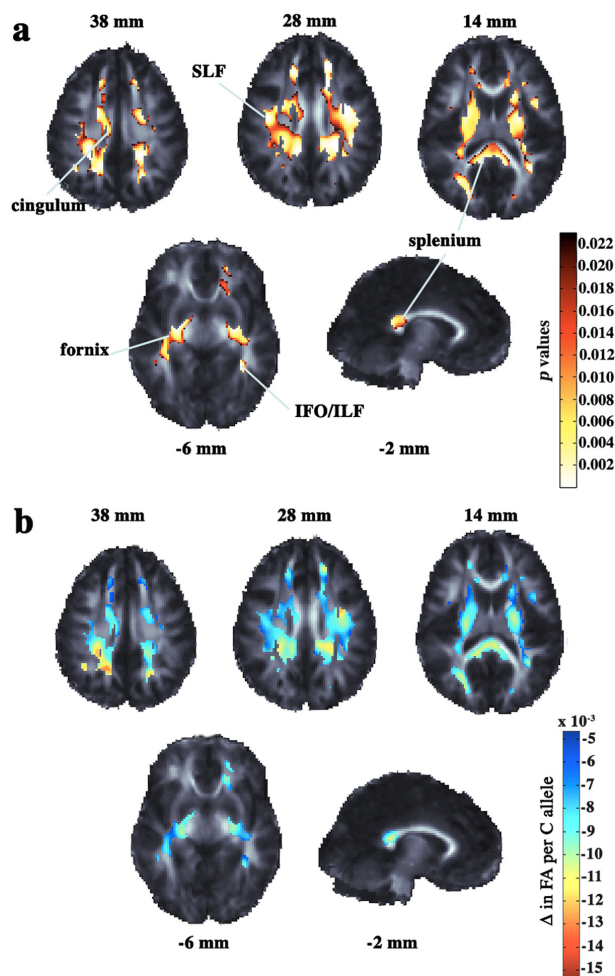 a
38 mm 28 mm 14 mm
SLF
cingulum
splenium
fornix
IFO/ILF
-6 mm -2 mm
0.022
0.020
0.018
0.016
0.014
0.012
0.010
0.008
0.006
0.004
0.002
p values
b
38 mm 28 mm 14 mm
-6 mm -2 mm
x 10⁻³
-5
-6
-7
-8
-9
-10
-11
-12
-13
-14
-15
Δ in FA per C allele